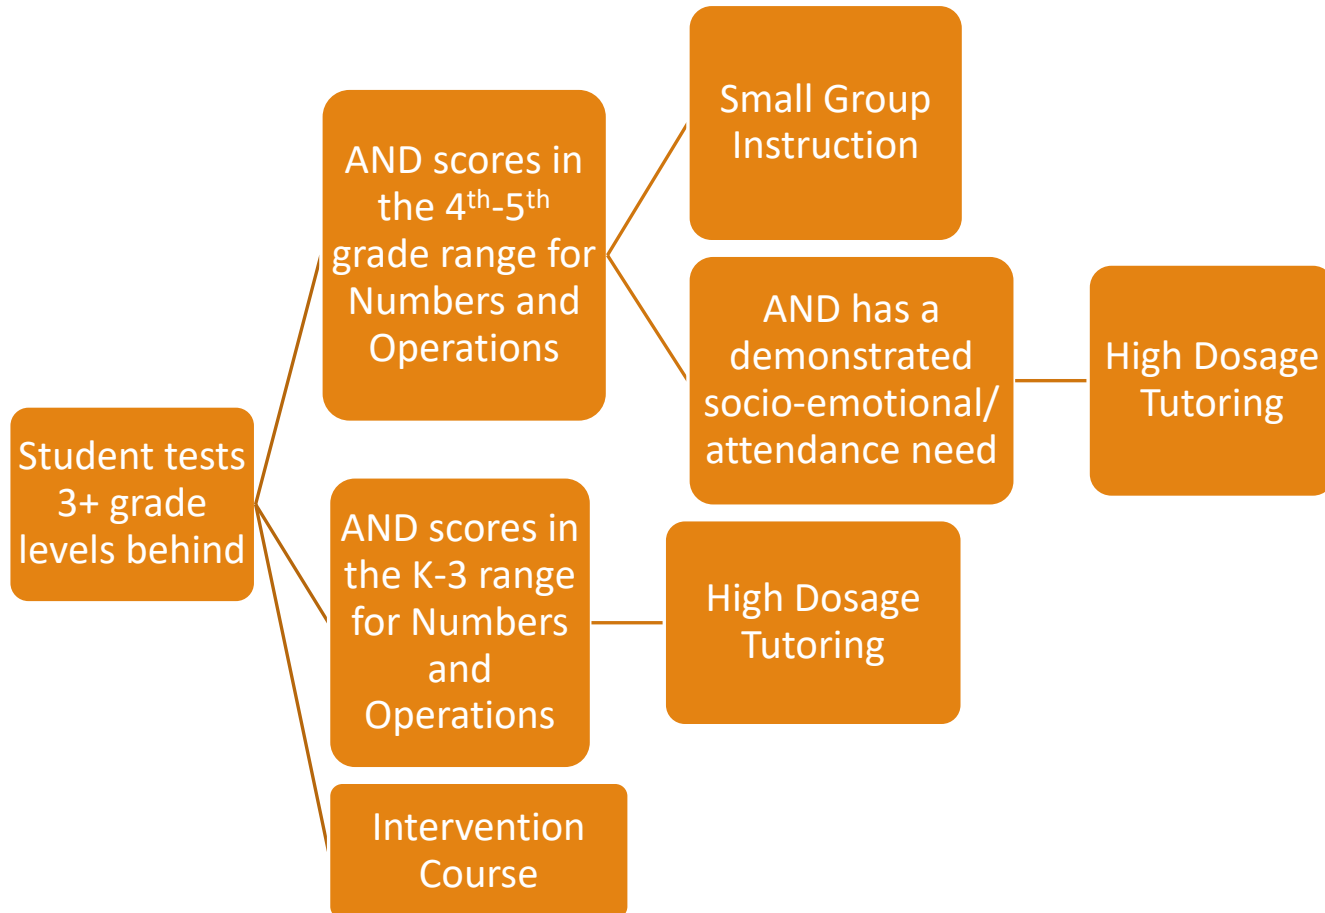 Student tests
3+ grade
levels behind
AND scores in
the 4th-5th
grade range for
Numbers and
Operations
Small Group
Instruction
AND has a
demonstrated
socio-emotional/
attendance need
High Dosage
Tutoring
AND scores in
the K-3 range
for Numbers
and
Operations
High Dosage
Tutoring
Intervention
Course